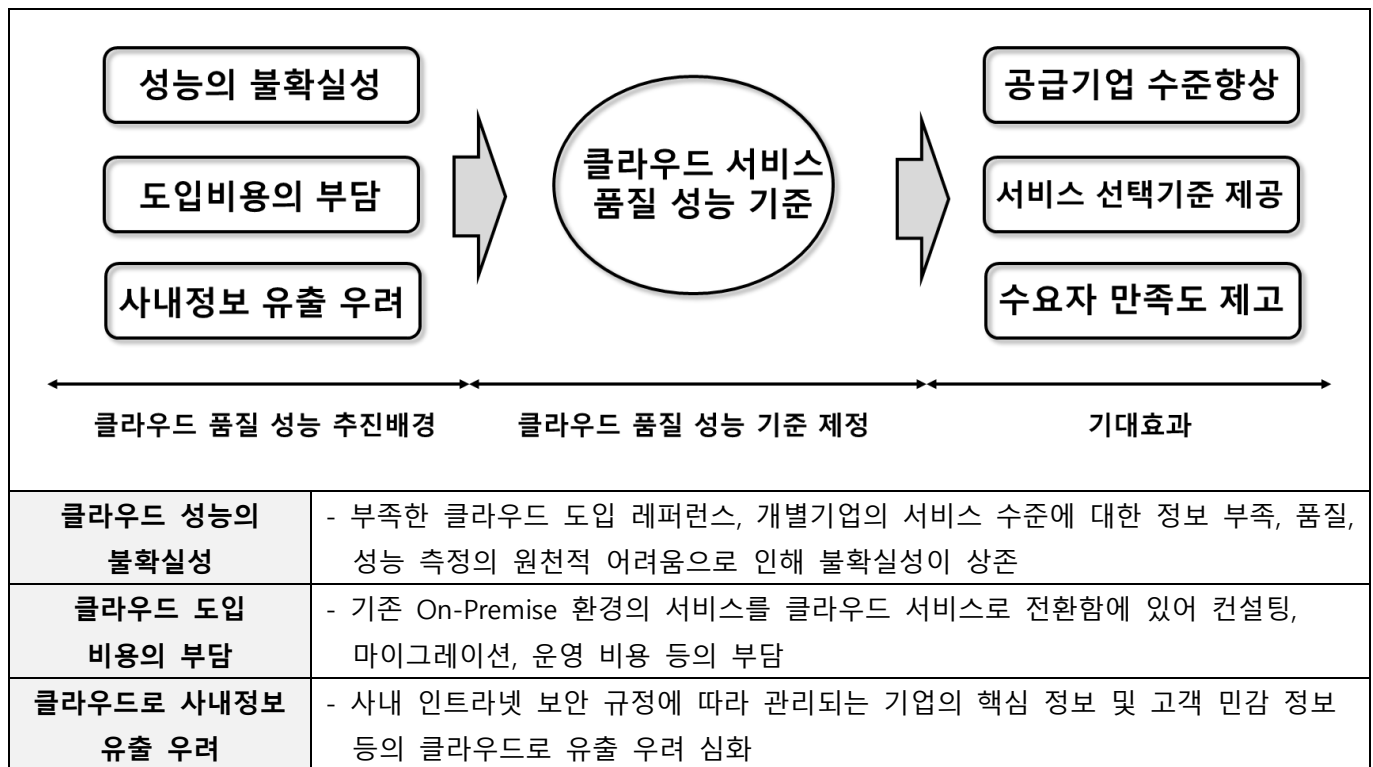 성능의 불확실성
도입비용의 부담
사내정보 유출 우려
클라우드 서비스
품질 성능 기준
공급기업 수준향상
서비스 선택기준 제공
수요자 만족도 제고
클라우드 품질 성능 추진배경
클라우드 품질 성능 기준 제정
기대효과
클라우드 성능의
불확실성
- 부족한 클라우드 도입 레퍼런스, 개별기업의 서비스 수준에 대한 정보 부족, 품질,
성능 측정의 원천적 어려움으로 인해 불확실성이 상존
클라우드 도입
비용의 부담
- 기존 On-Premise 환경의 서비스를 클라우드 서비스로 전환함에 있어 컨설팅,
마이그레이션, 운영 비용 등의 부담
클라우드로 사내정보
유출 우려
- 사내 인트라넷 보안 규정에 따라 관리되는 기업의 핵심 정보 및 고객 민감 정보
등의 클라우드로 유출 우려 심화